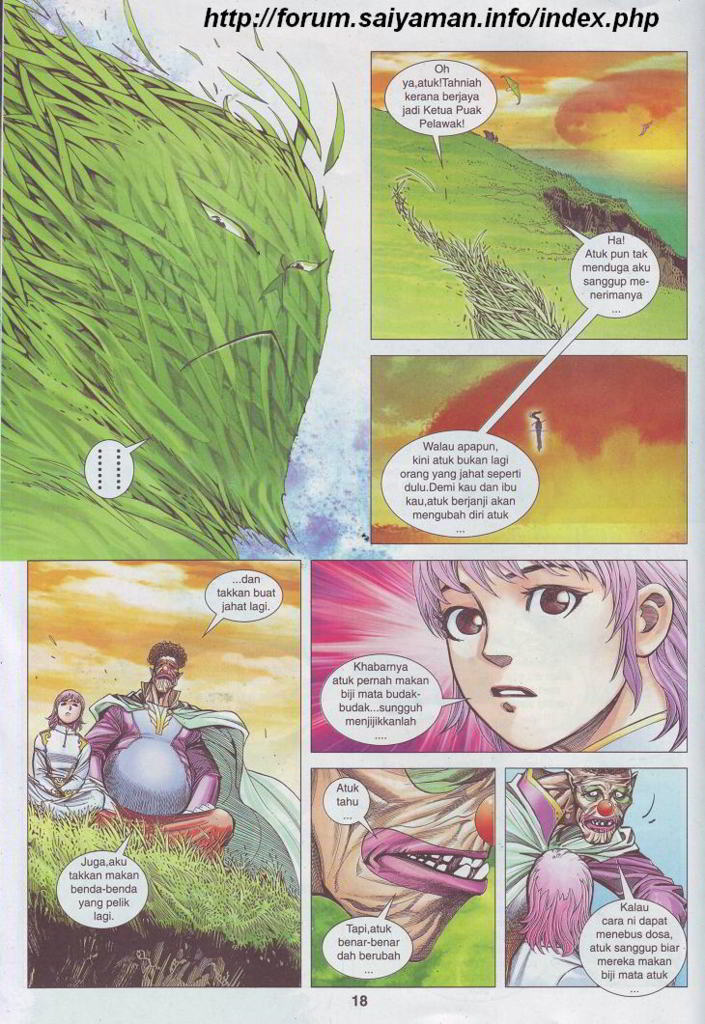 http://forum.saiyaman.info/index.php
Oh
ya,atuk!Tahniah
kerana berjaya
jadi Ketua Puak
Pelawak!
Ha!
Atuk pun tak
menduga aku
sanggup me-
nerimanya
...
Walau apapun,
kini atuk bukan lagi
orang yang jahat seperti
dulu.Demi kau dan ibu
kau,atuk berjanji akan
mengubah diri atuk
...
...dan
takkan buat
jahat lagi.
Juga,aku
takkan makan
benda-benda
yang pelik
lagi.
Khabarnya
atuk pernah makan
biji mata budak-
budak...sungguh
menjijikkanlah
....
Atuk
tahu
...
Tapi,atuk
benar-benar
dah berubah
...
Kalau
cara ni dapat
menebus dosa,
atuk sanggup biar
mereka makan
biji mata atuk
...
18